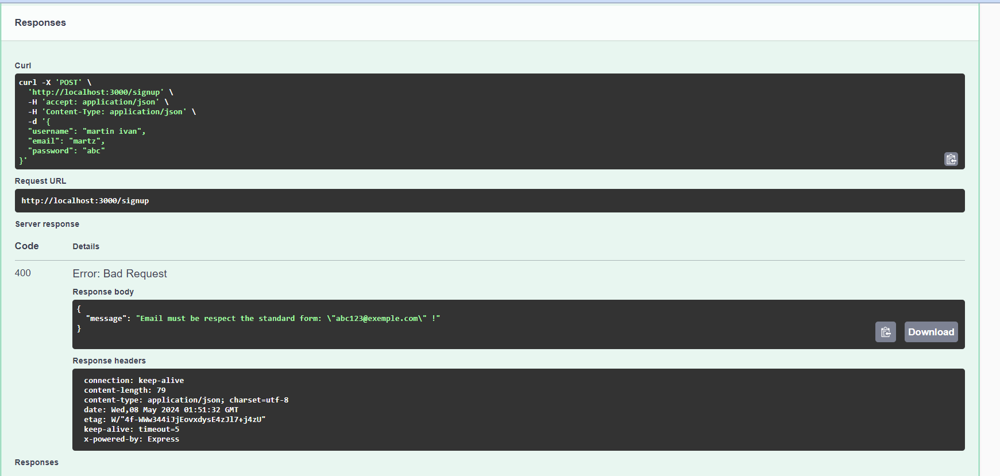 Responses
Curl
curl -X 'POST' \
'http://localhost:3000/signup' \
-H 'accept: application/json' \
-H 'Content-Type: application/json' \
-d '{
"username": "martin ivan",
"email": "martz",
"password": "abc"
}'
Request URL
http://localhost:3000/signup
Server response
Code Details
400 Error: Bad Request
Response body
{
"message": "Email must be respect the standard form: \"abc123@exemple.com\" !"
}
Download
Response headers
connection: keep-alive
content-length: 79
content-type: application/json; charset=utf-8
date: Wed,08 May 2024 01:51:32 GMT
etag: W/"4f-WWw344iJjEovxdysE4zJl7+j4zU"
keep-alive: timeout=5
x-powered-by: Express
Responses